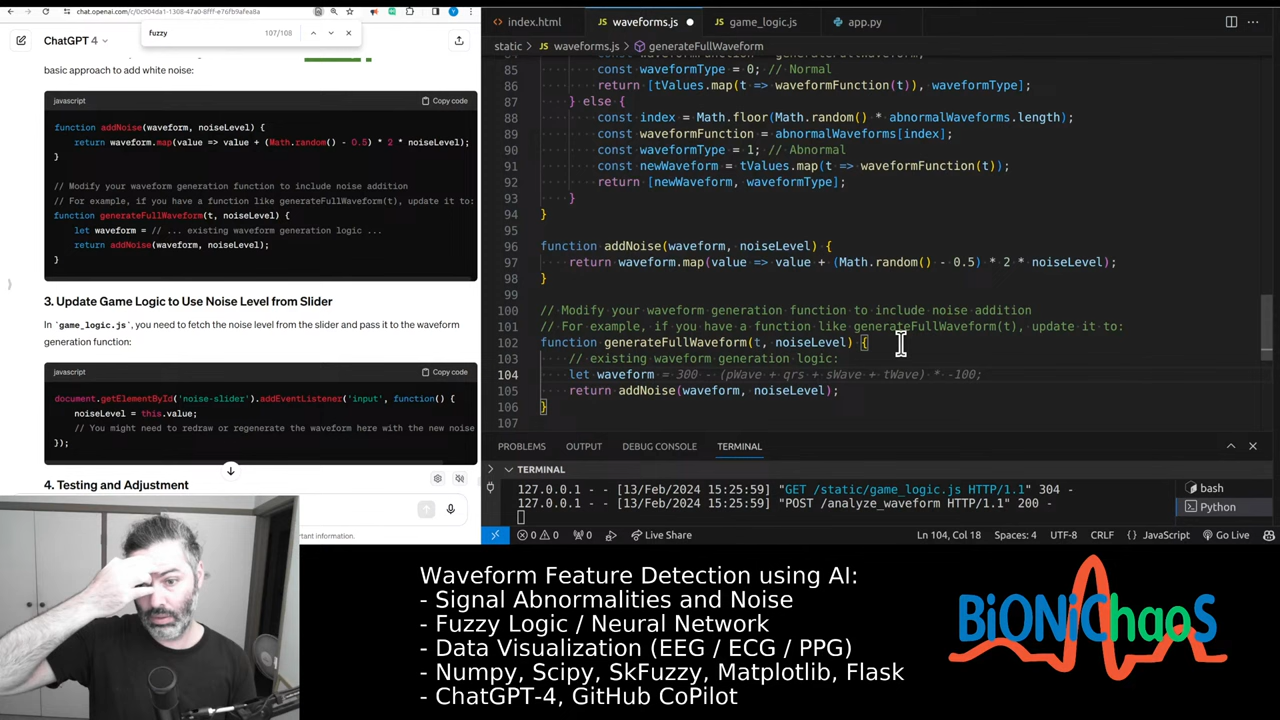 chat.openai.com/c/0c904da1-1308-47a0-8fff-e76fb9afea8a
ChatGPT 4
fuzzy
107/108
basic approach to add white noise:
javascript
Copy code
function addNoise(waveform, noiseLevel) {
return waveform.map(value => value + (Math.random() - 0.5) * 2 * noiseLevel);
}
// Modify your waveform generation function to include noise addition
// For example, if you have a function like generateFullWaveform(t), update it to:
function generateFullWaveform(t, noiseLevel) {
let waveform = // ... existing waveform generation logic ...
return addNoise(waveform, noiseLevel);
}
3. Update Game Logic to Use Noise Level from Slider
In `game_logic.js`, you need to fetch the noise level from the slider and pass it to the waveform
generation function:
javascript
Copy code
document.getElementById('noise-slider').addEventListener('input', function() {
noiseLevel = this.value;
// You might need to redraw or regenerate the waveform here with the new noise
});
4. Testing and Adjustment
rtant information.
index.html
JS waveforms.js
JS game_logic.js
app.py
static > JS waveforms.js > generateFullWaveform
85 const waveformType = 0; // Normal
86 return [tValues.map(t => waveformFunction(t)), waveformType];
87 } else {
88 const index = Math.floor(Math.random() * abnormalWaveforms.length);
89 const waveformFunction = abnormalWaveforms[index];
90 const waveformType = 1; // Abnormal
91 const newWaveform = tValues.map(t => waveformFunction(t));
92 return [newWaveform, waveformType];
93 }
94 }
95
96 function addNoise(waveform, noiseLevel) {
97 return waveform.map(value => value + (Math.random() - 0.5) * 2 * noiseLevel);
98 }
99
100 // Modify your waveform generation function to include noise addition
101 // For example, if you have a function like generateFullWaveform(t), update it to:
102 function generateFullWaveform(t, noiseLevel) {
103 // existing waveform generation logic:
104 let waveform = 300 - (pWave + qrs + sWave + tWave) * -100;
105 return addNoise(waveform, noiseLevel);
106 }
107
PROBLEMS OUTPUT DEBUG CONSOLE TERMINAL
TERMINAL
127.0.0.1 - - [13/Feb/2024 15:25:59] "GET /static/game_logic.js HTTP/1.1" 304 -
127.0.0.1 - - [13/Feb/2024 15:25:59] "POST /analyze_waveform HTTP/1.1" 200 -
bash
Python
0 0 0 Live Share Ln 104, Col 18 Spaces: 4 UTF-8 CRLF {} JavaScript Go Live
Waveform Feature Detection using AI:
- Signal Abnormalities and Noise
- Fuzzy Logic / Neural Network
- Data Visualization (EEG / ECG / PPG)
- Numpy, Scipy, SkFuzzy, Matplotlib, Flask
- ChatGPT-4, GitHub CoPilot
BiONiChaoS